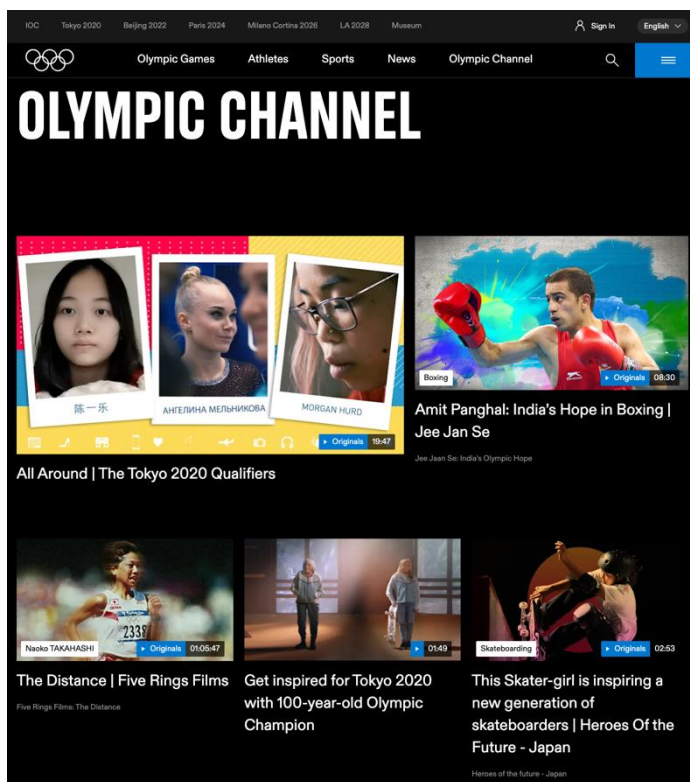 IOC Tokyo 2020 Beijing 2022 Paris 2024 Milano Cortina 2026 LA 2028 Museum Sign In English
Olympic Games Athletes Sports News Olympic Channel
OLYMPIC CHANNEL
陈一乐
АНГЕЛИНА МЕЛЬНИКОВА
MORGAN HURD
Originals 19:47
All Around | The Tokyo 2020 Qualifiers
Boxing
Originals 08:30
Amit Panghal: India's Hope in Boxing |
Jee Jan Se
Jee Jaan Se: India's Olympic Hope
2338
Naoko TAKAHASHI
Originals 01:05:47
The Distance | Five Rings Films
Five Rings Films: The Distance
01:49
Get inspired for Tokyo 2020
with 100-year-old Olympic
Champion
Skateboarding
Originals 02:53
This Skater-girl is inspiring a
new generation of
skateboarders | Heroes Of the
Future - Japan
Heroes of the future - Japan